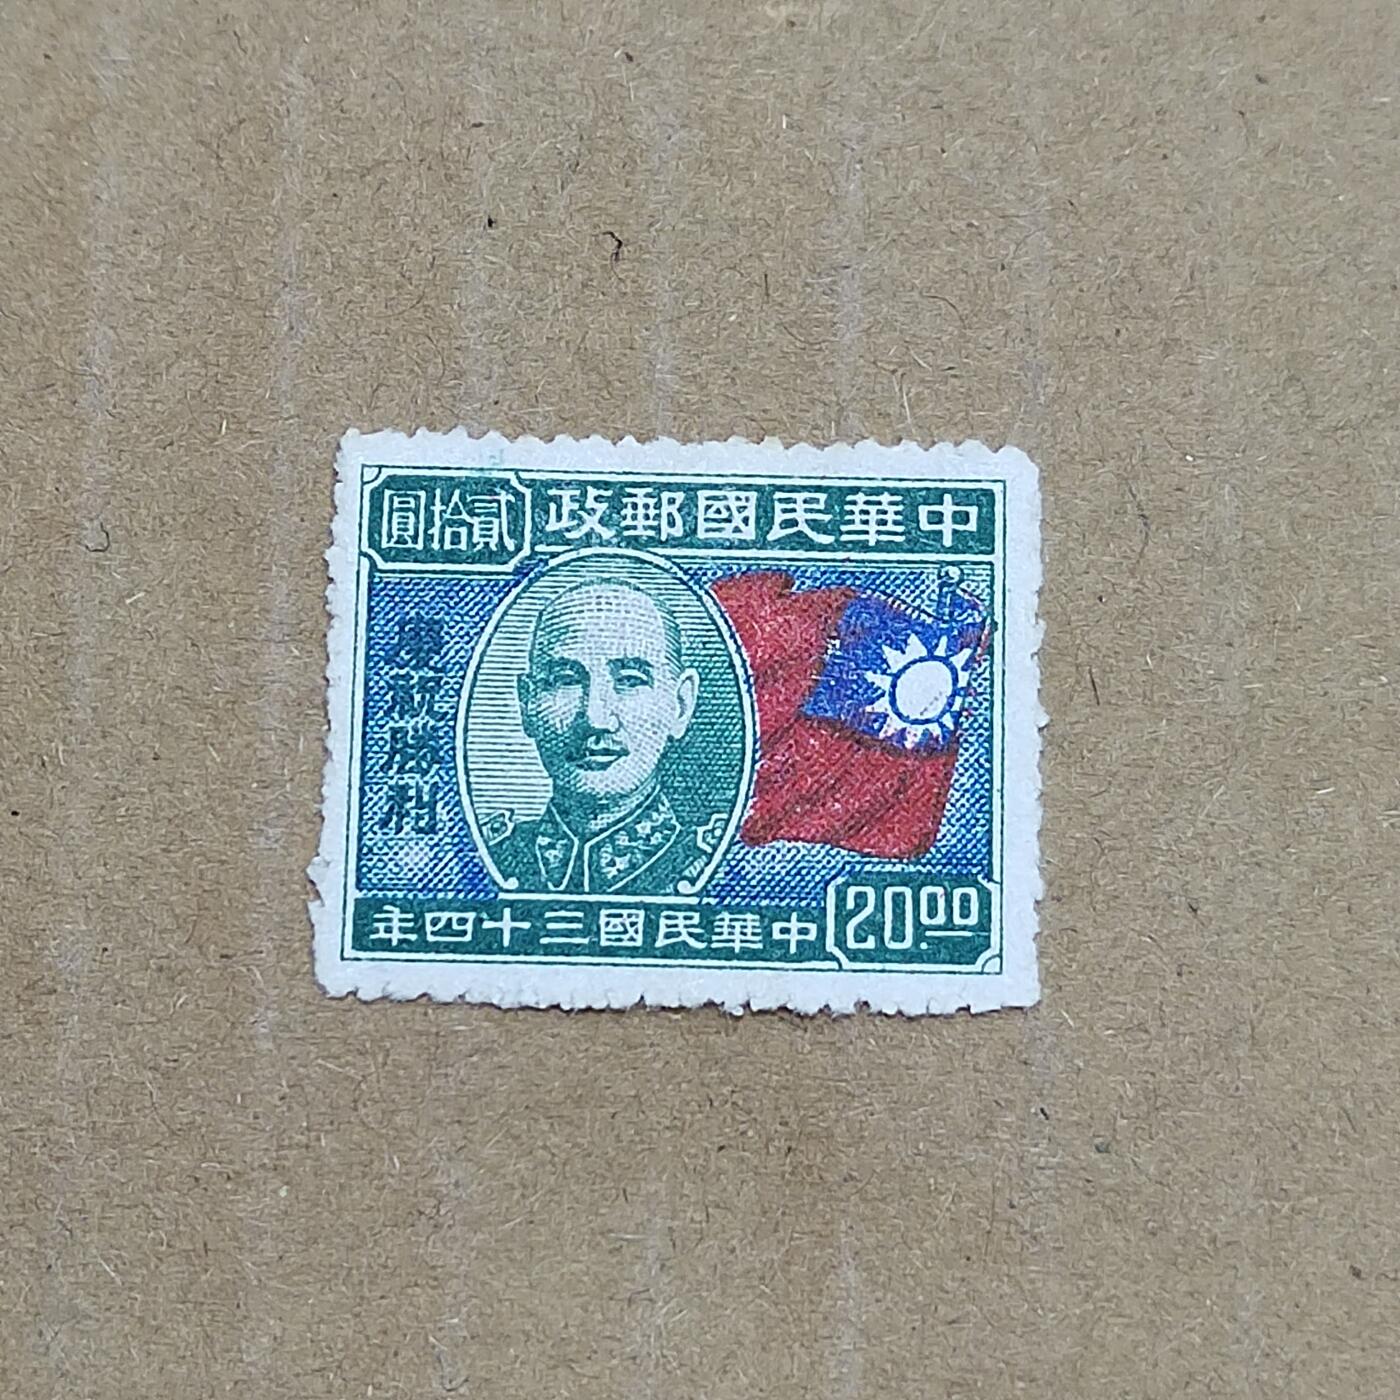 中華民國郵政
貳拾圓
慶祝勝利
中華民國三十四年
20.00